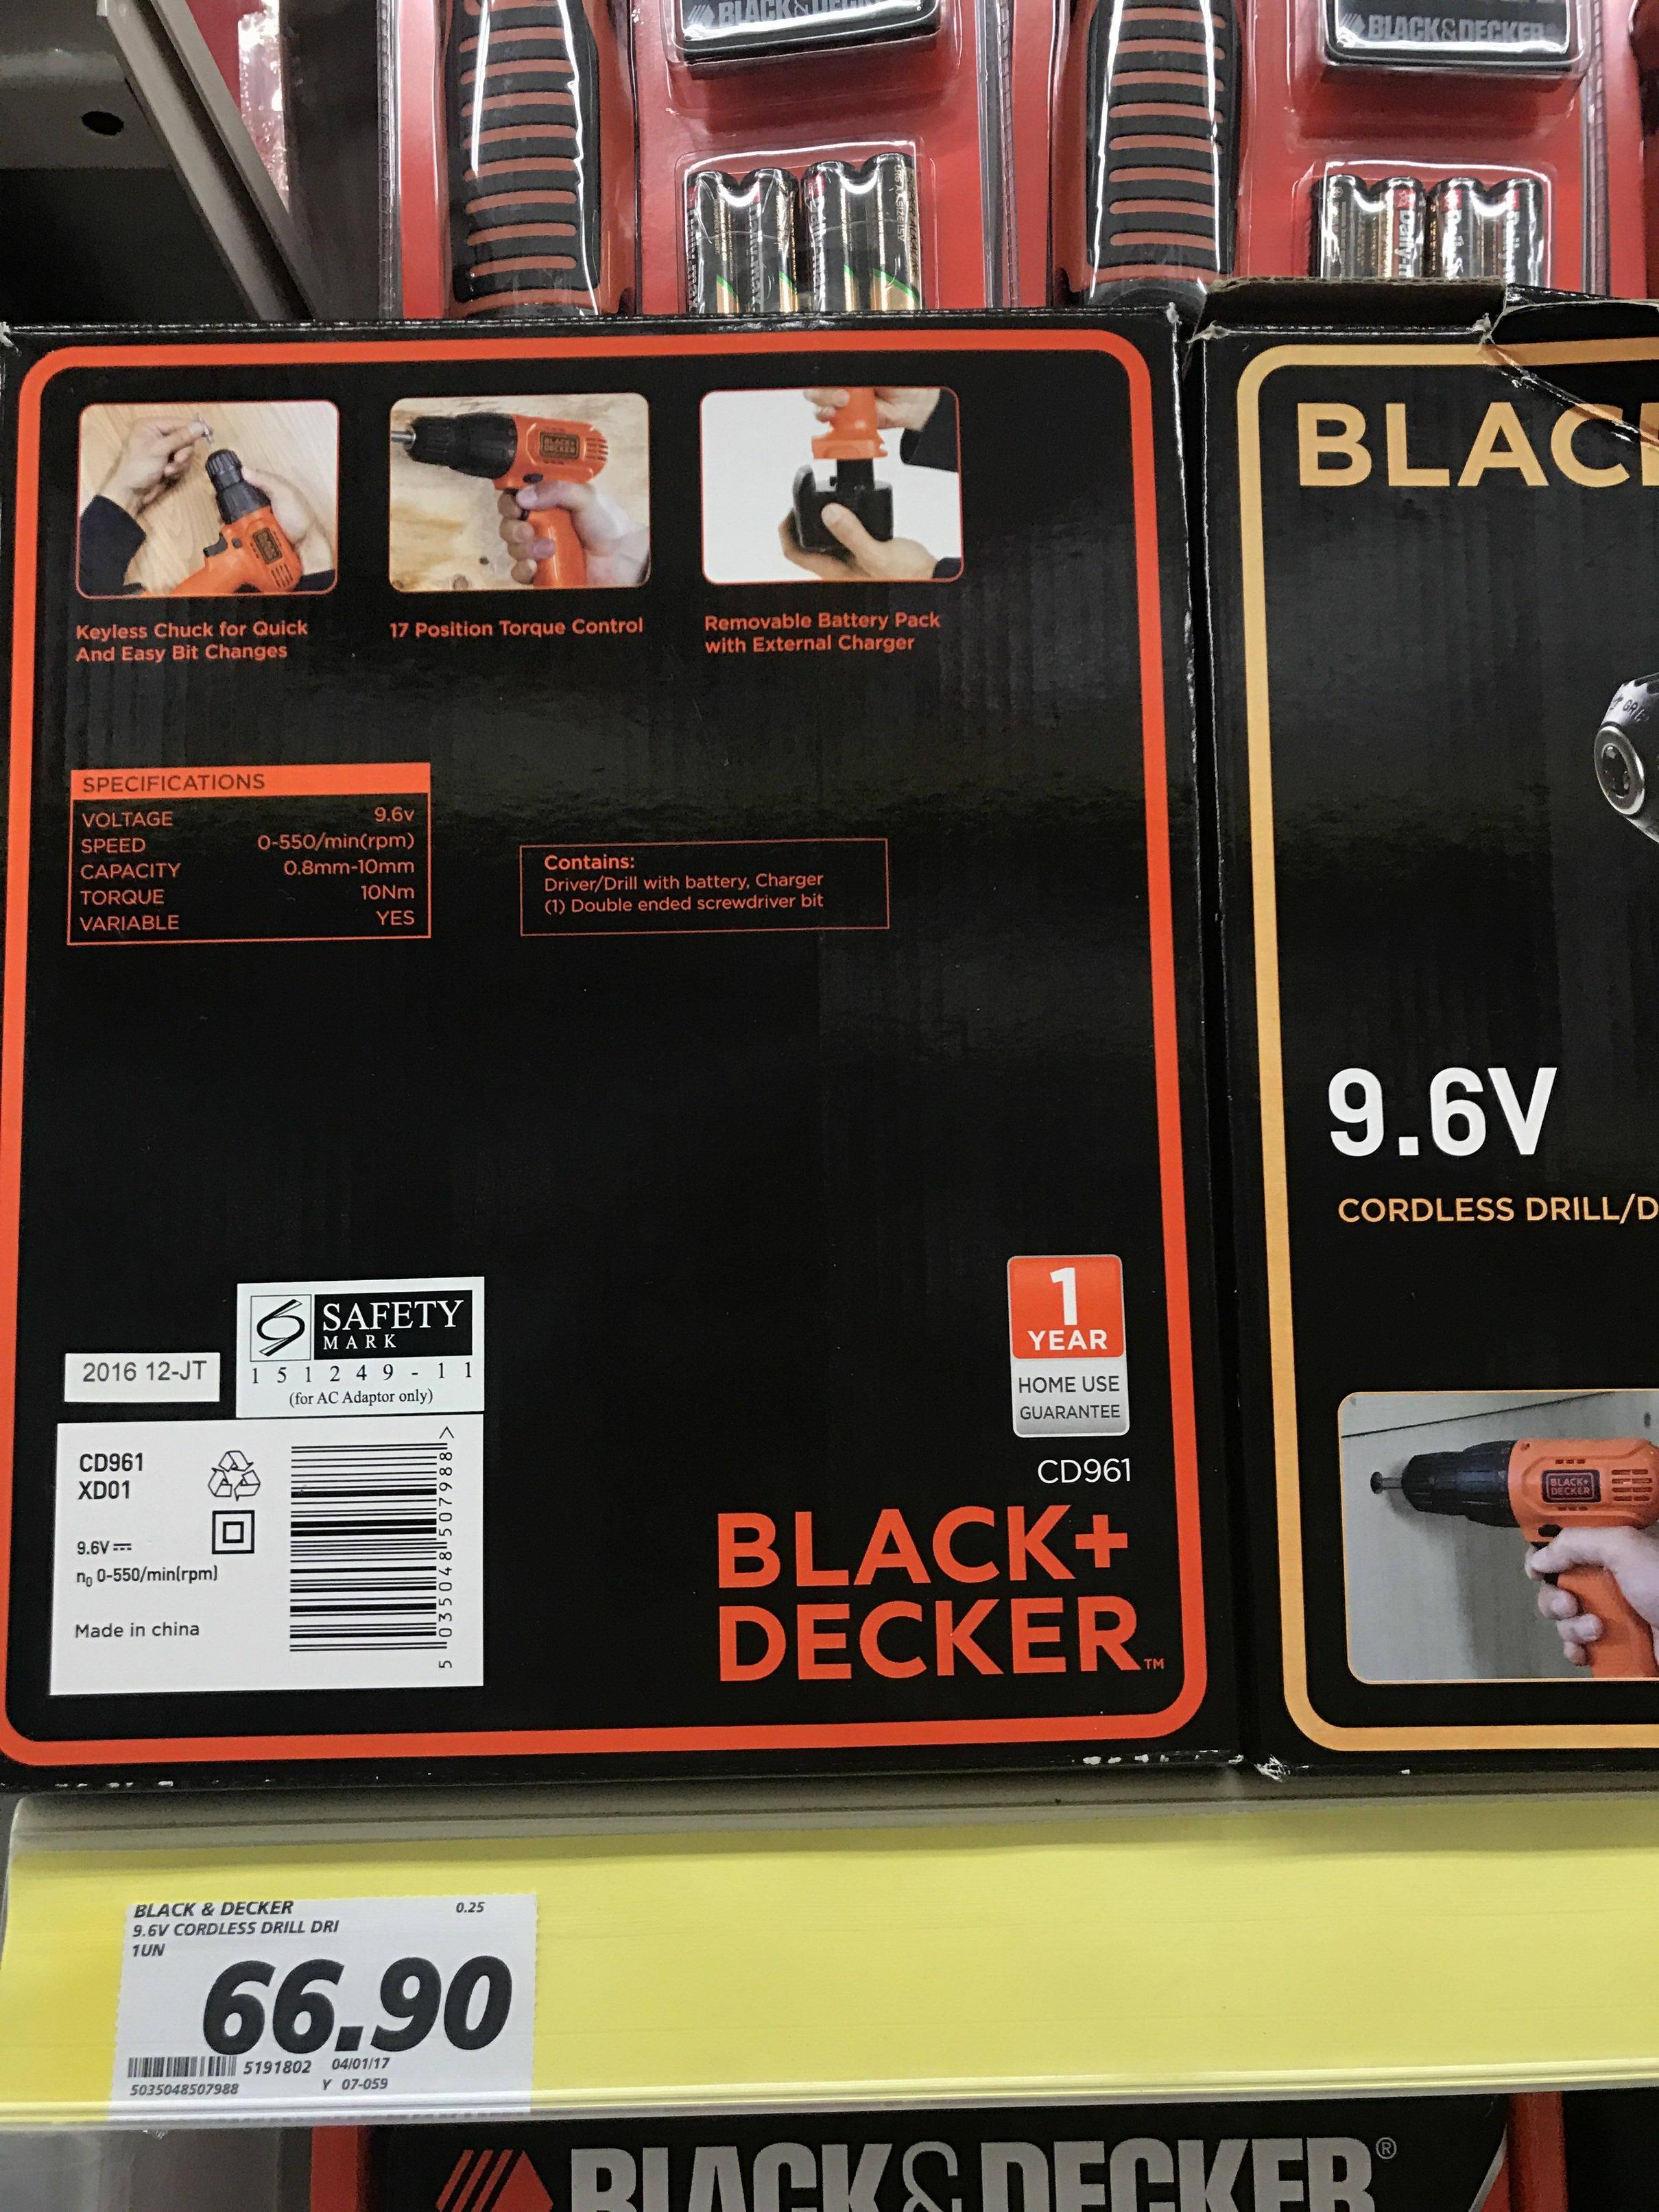 BLACK&DECKER
BLACK&DECKER
Keyless Chuck for Quick
And Easy Bit Changes
17 Position Torque Control
Removable Battery Pack
with External Charger
SPECIFICATIONS
VOLTAGE 9.6v
SPEED 0-550/min(rpm)
CAPACITY 0.8mm-10mm
TORQUE 10Nm
VARIABLE YES
Contains:
Driver/Drill with battery, Charger
(1) Double ended screwdriver bit
SAFETY
MARK
151249-11
(for AC Adaptor only)
2016 12-JT
CD961
XD01
9.6V
n0 0-550/min(rpm)
Made in china
5 035048 507988 >
1
YEAR
HOME USE
GUARANTEE
CD961
BLACK+
DECKER™
BLAC
9.6V
CORDLESS DRILL/D
BLACK+
DECKER
BLACK & DECKER 0.25
9.6V CORDLESS DRILL DRI
1UN
66.90
5191802 04/01/17
5035048507988 Y 07-059
BLACK&DECKER®